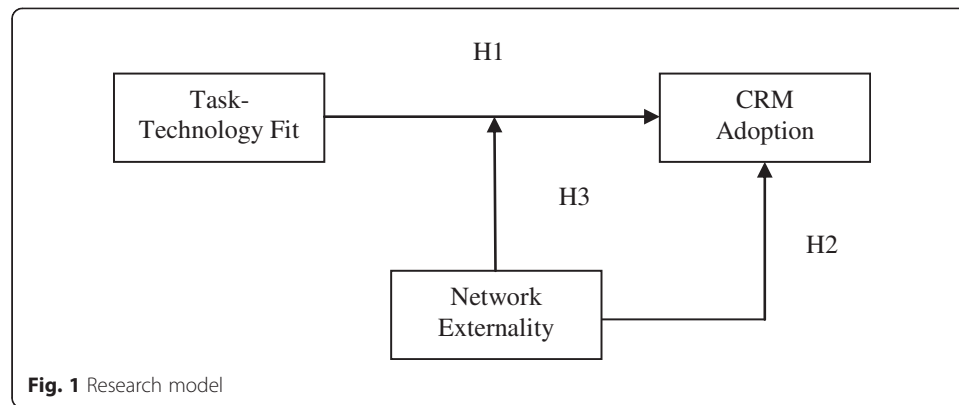 H1
Task-
Technology Fit
CRM
Adoption
H3
H2
Network
Externality
Fig. 1 Research model